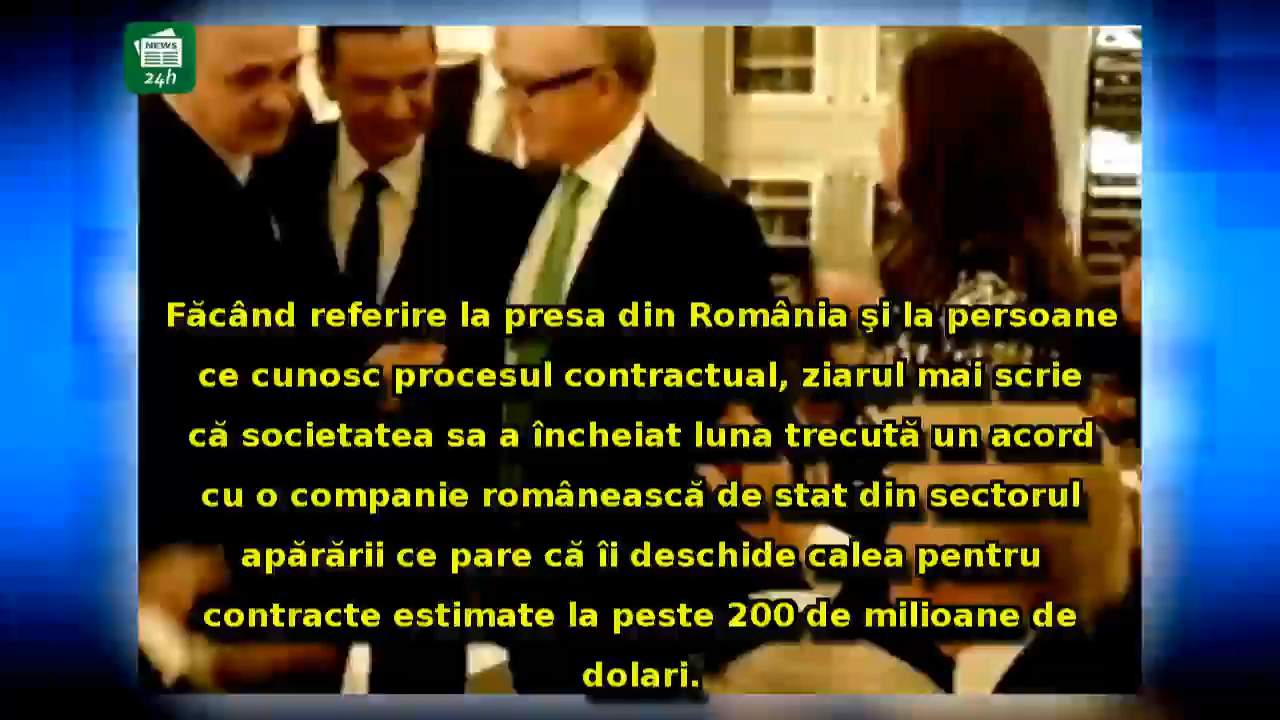 NEWS
24h
Făcând referire la presa din România şi la persoane
ce cunosc procesul contractual, ziarul mai scrie
că societatea sa a încheiat luna trecută un acord
cu o companie românească de stat din sectorul
apărării ce pare că îi deschide calea pentru
contracte estimate la peste 200 de milioane de
dolari.